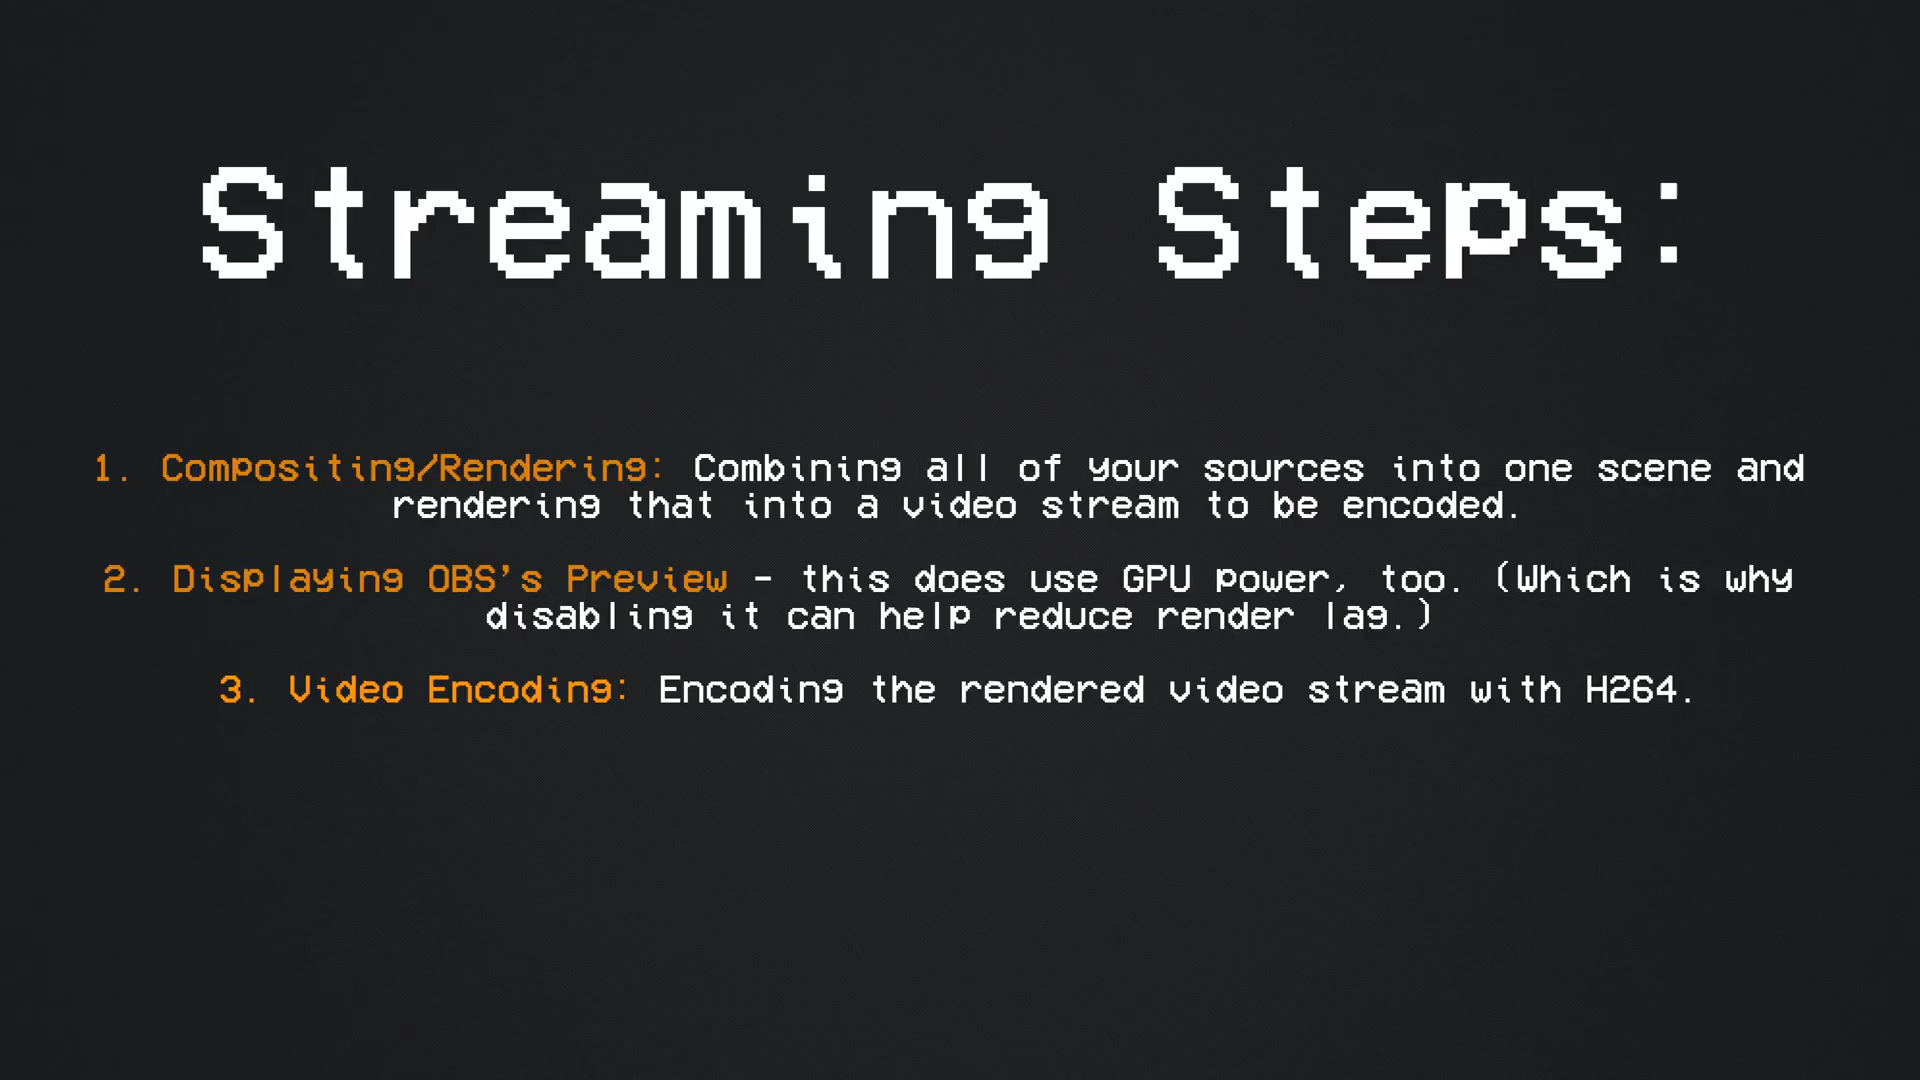 Streaming Steps:
1. Compositing/Rendering: Combining all of your sources into one scene and
rendering that into a video stream to be encoded.
2. Displaying OBS's Preview - this does use GPU power, too. (Which is why
disabling it can help reduce render lag.)
3. Video Encoding: Encoding the rendered video stream with H264.